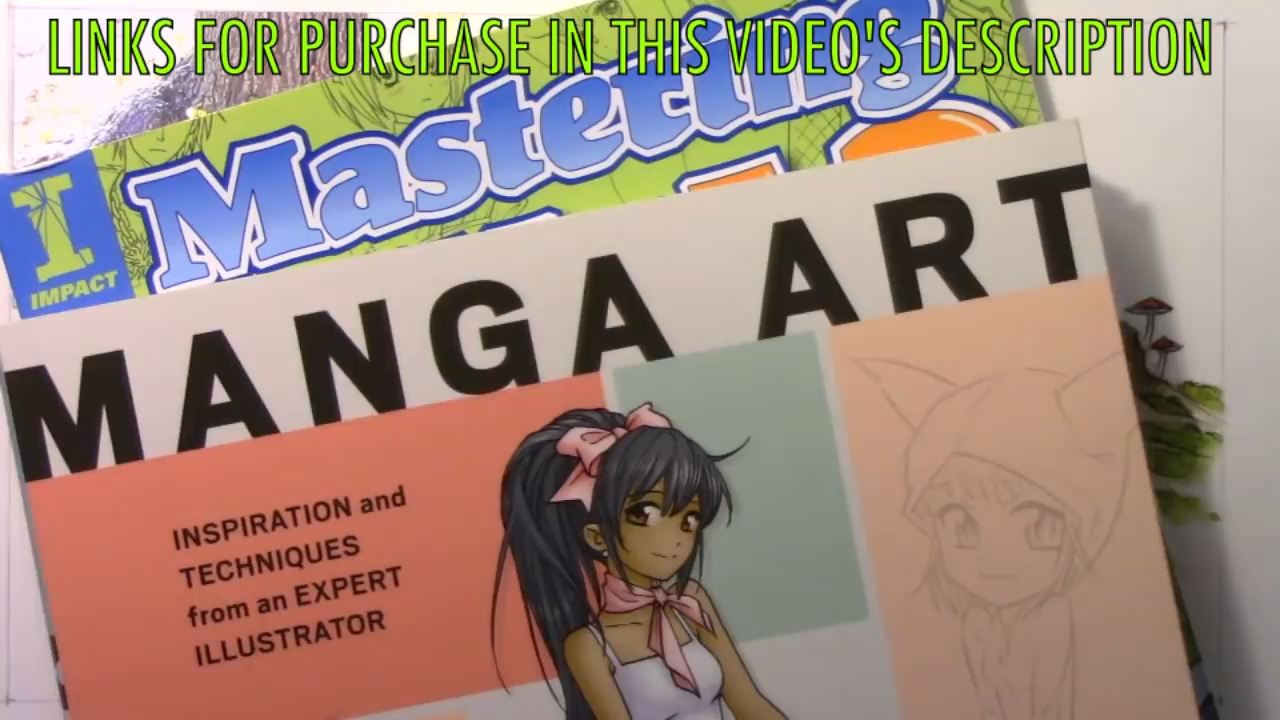 LINKS FOR PURCHASE IN THIS VIDEO'S DESCRIPTION
Mastering
IMPACT
MANGA ART
INSPIRATION and
TECHNIQUES
from an EXPERT
ILLUSTRATOR